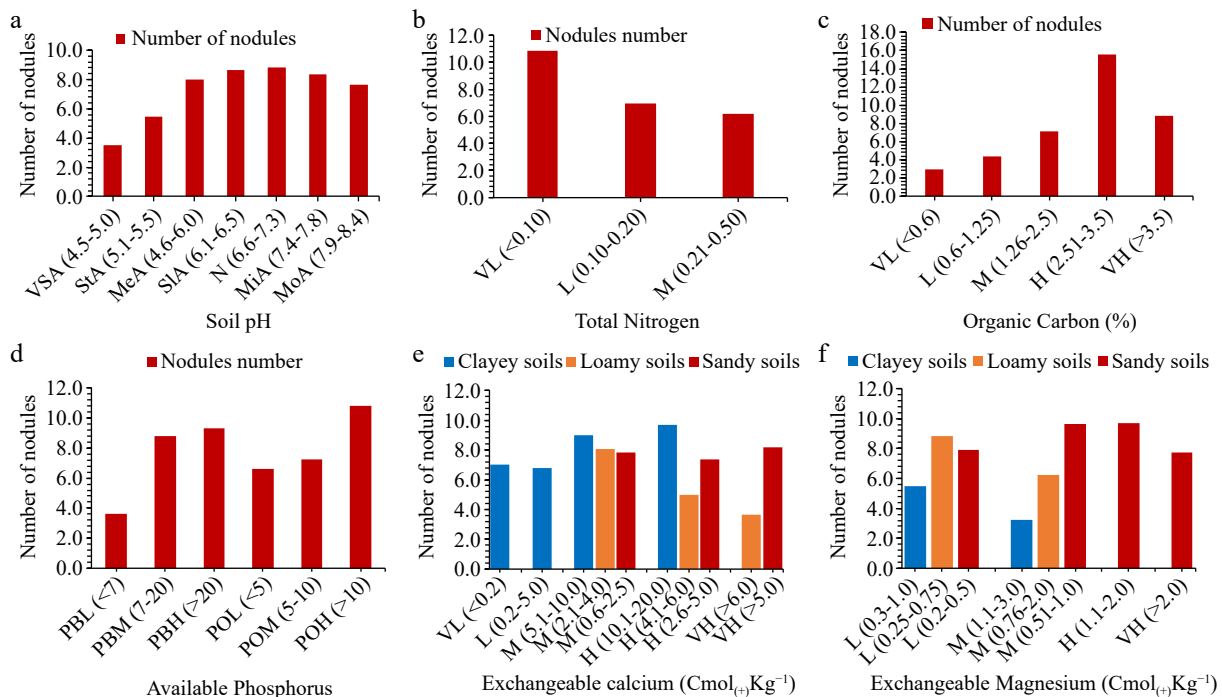 a
Number of nodules
10.0
8.0
6.0
4.0
2.0
0.0
Number of nodules
VSA (4.5-5.0)
StA (5.1-5.5)
MeA (4.6-6.0)
SlA (6.1-6.5)
N (6.6-7.3)
MiA (7.4-7.8)
MoA (7.9-8.4)
Soil pH
b
Nodules number
12.0
10.0
8.0
6.0
4.0
2.0
0.0
Number of nodules
VL (<0.10)
L (0.10-0.20)
M (0.21-0.50)
Total Nitrogen
c
Number of nodules
18.0
16.0
14.0
12.0
10.0
8.0
6.0
4.0
2.0
0.0
Number of nodules
VL (<0.6)
L (0.6-1.25)
M (1.26-2.5)
H (2.51-3.5)
VH (>3.5)
Organic Carbon (%)
d
Nodules number
12.0
10.0
8.0
6.0
4.0
2.0
0.0
Number of nodules
PBL (<7)
PBM (7-20)
PBH (>20)
POL (<5)
POM (5-10)
POH (>10)
Available Phosphorus
e
Clayey soils Loamy soils Sandy soils
12.0
10.0
8.0
6.0
4.0
2.0
0.0
Number of nodules
VL (<0.2)
L (0.2-5.0)
M (5.1-10.0)
M (2.1-4.0)
M (0.6-2.5)
H (10.1-20.0)
H (4.1-6.0)
H (2.6-5.0)
VH (>6.0)
VH (>5.0)
Exchangeable calcium (Cmol₍₊₎Kg⁻¹)
f
Clayey soils Loamy soils Sandy soils
12.0
10.0
8.0
6.0
4.0
2.0
0.0
Number of nodules
L (0.3-1.0)
L (0.25-0.75)
L (0.2-0.5)
M (1.1-3.0)
M (0.76-2.0)
M (0.51-1.0)
H (1.1-2.0)
VH (>2.0)
Exchangeable Magnesium (Cmol₍₊₎Kg⁻¹)